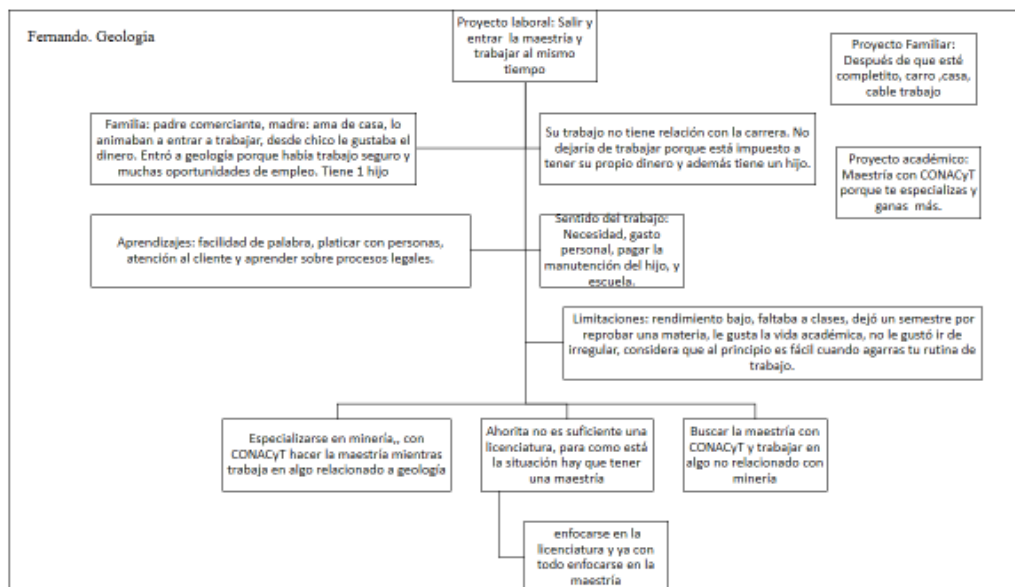 Fernando. Geología
Proyecto laboral: Salir y
entrar la maestría y
trabajar al mismo
tiempo
Proyecto Familiar:
Después de que esté
completito, carro ,casa,
cable trabajo
Familia: padre comerciante, madre: ama de casa, lo
animaban a entrar a trabajar, desde chico le gustaba el
dinero. Entró a geología porque había trabajo seguro y
muchas oportunidades de empleo. Tiene 1 hijo
Su trabajo no tiene relación con la carrera. No
dejaría de trabajar porque está impuesto a
tener su propio dinero y además tiene un hijo.
Proyecto académico:
Maestría con CONACyT
porque te especializas y
ganas más.
Aprendizajes: facilidad de palabra, platicar con personas,
atención al cliente y aprender sobre procesos legales.
Sentido del trabajo:
Necesidad, gasto
personal, pagar la
manutención del hijo, y
escuela.
Limitaciones: rendimiento bajo, faltaba a clases, dejó un semestre por
reprobar una materia, le gusta la vida académica, no le gustó ir de
irregular, considera que al principio es fácil cuando agarras tu rutina de
trabajo.
Especializarse en minería,, con
CONACyT hacer la maestría mientras
trabaja en algo relacionado a geología
Ahorita no es suficiente una
licenciatura, para como está
la situación hay que tener
una maestría
Buscar la maestría con
CONACyT y trabajar en
algo no relacionado con
minería
enfocarse en la
licenciatura y ya con
todo enfocarse en la
maestría